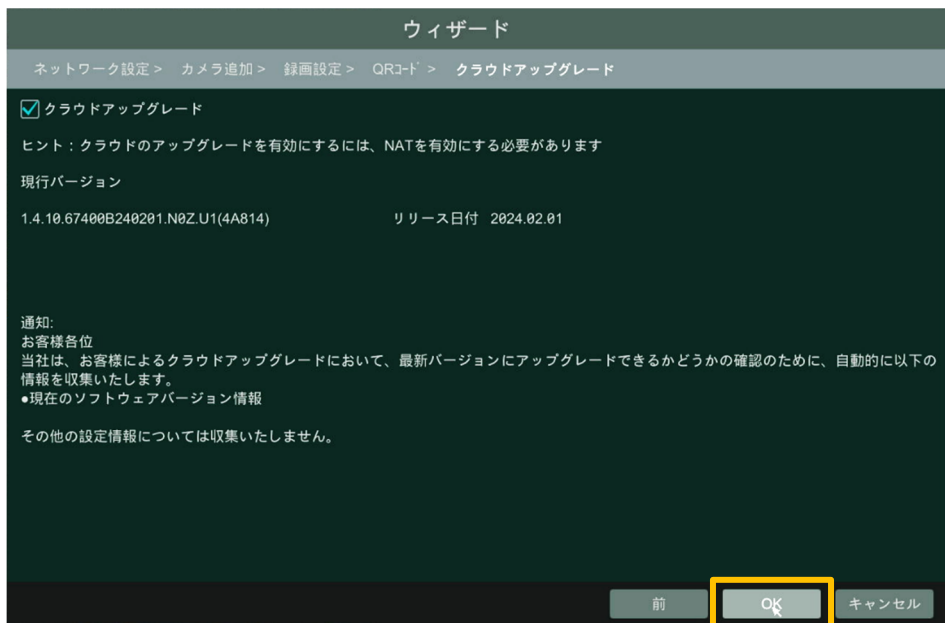 ウィザード
ネットワーク設定 > カメラ追加 > 録画設定 > QRｺｰﾄﾞ > クラウドアップグレード
クラウドアップグレード
ヒント：クラウドのアップグレードを有効にするには、NATを有効にする必要があります
現行バージョン
1.4.10.67400B240201.N0Z.U1(4A814) リリース日付 2024.02.01
通知:
お客様各位
当社は、お客様によるクラウドアップグレードにおいて、最新バージョンにアップグレードできるかどうかの確認のために、自動的に以下の
情報を収集いたします。
●現在のソフトウェアバージョン情報
その他の設定情報については収集いたしません。
前 OK キャンセル